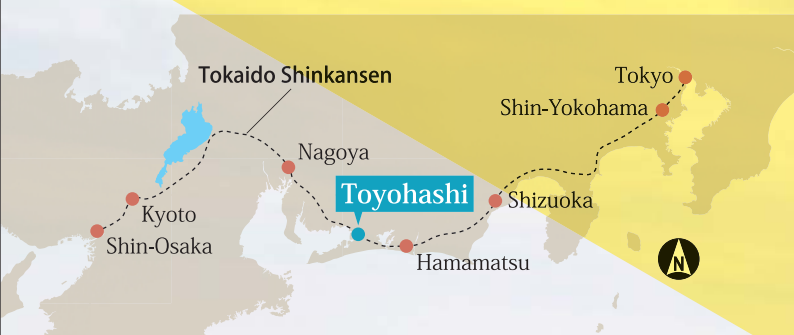 Tokaido Shinkansen
Tokyo
Shin-Yokohama
Nagoya
Toyohashi
Shizuoka
Kyoto
Shin-Osaka
Hamamatsu
N